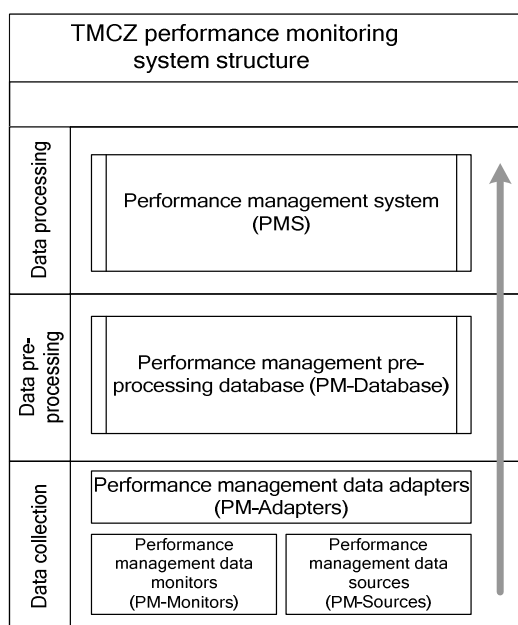 TMCZ performance monitoring
system structure
Data processing
Performance management system
(PMS)
Data pre-
processing
Performance management pre-
processing database (PM-Database)
Data collection
Performance management data adapters
(PM-Adapters)
Performance
management data
monitors
(PM-Monitors)
Performance
management data
sources
(PM-Sources)